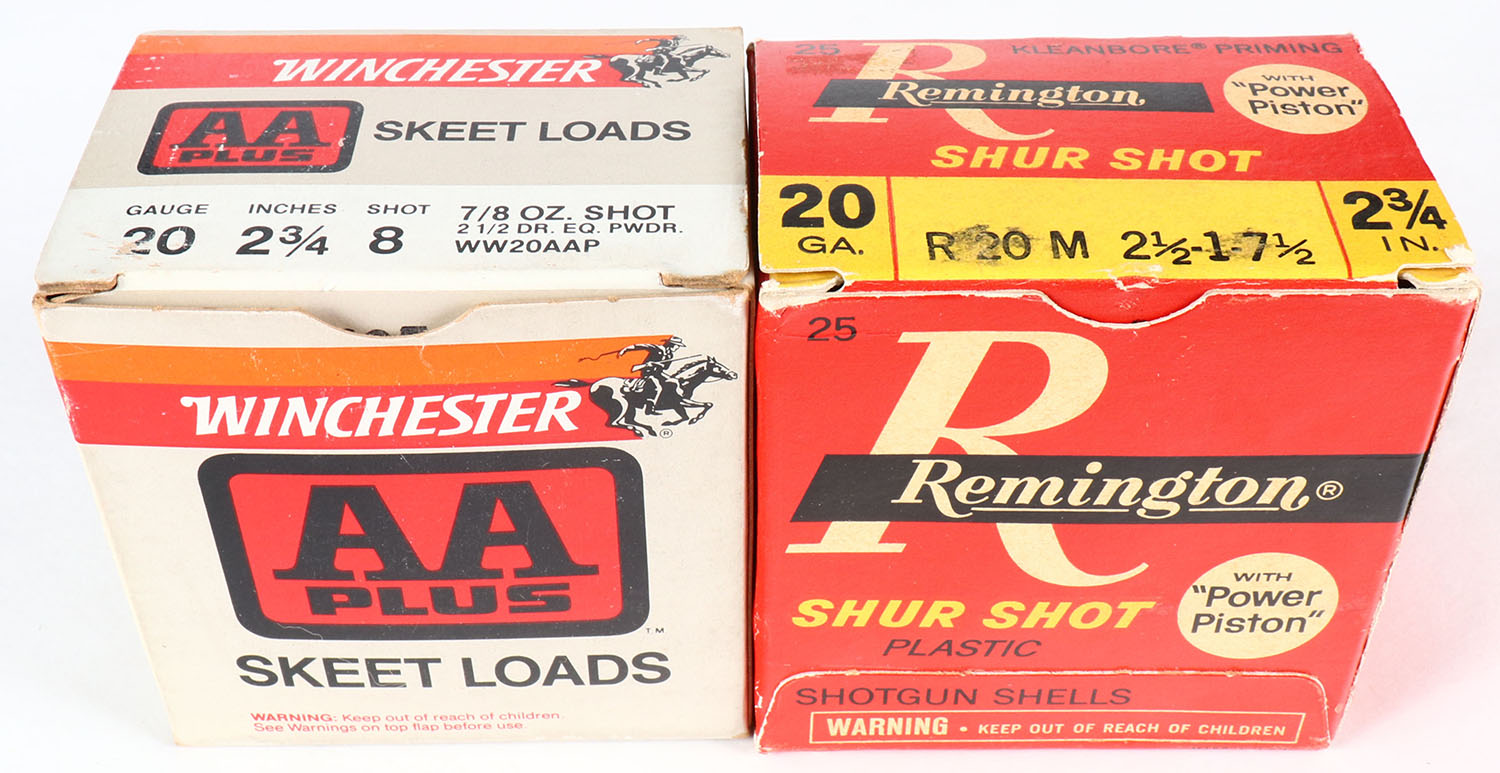 WINCHESTER
AA
PLUS
SKEET LOADS
GAUGE INCHES SHOT
20 2 3/4 8
7/8 OZ. SHOT
2 1/2 DR. EQ. PWDR.
WW20AAP
WINCHESTER
®
AA
PLUS
TM
SKEET LOADS
WARNING: Keep out of reach of children.
See Warnings on top flap before use.
25 R KLEANBORE® PRIMING
Remington
WITH
"Power
Piston"
SHUR SHOT
20
GA.
R 20 M 2½-1-7½
2¾
IN.
25
R
Remington®
WITH
"Power
Piston"
SHUR SHOT
PLASTIC
SHOTGUN SHELLS
WARNING • KEEP OUT OF REACH OF CHILDREN